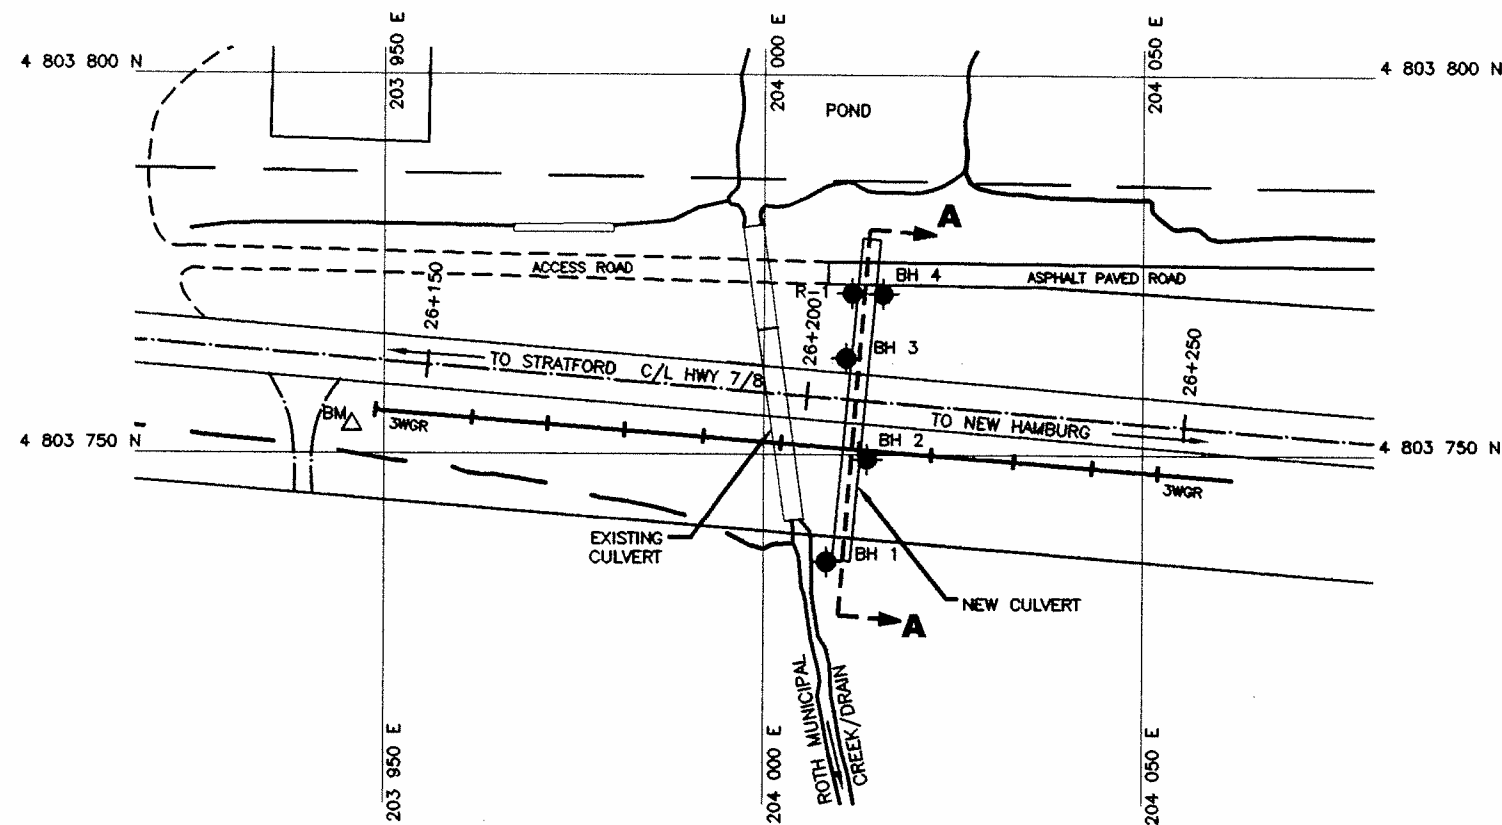 203 950 E
204 000 E
204 050 E
4 803 800 N
4 803 800 N
POND
A
ACCESS ROAD
BH 4
ASPHALT PAVED ROAD
R-1
26+150
26+200
26+250
BH 3
TO STRATFORD
C/L HWY 7/8
BM
3WGR
TO NEW HAMBURG
BH 2
4 803 750 N
4 803 750 N
3WGR
EXISTING
CULVERT
BH 1
NEW CULVERT
A
ROTH MUNICIPAL
CREEK/DRAIN
203 950 E
204 000 E
204 050 E